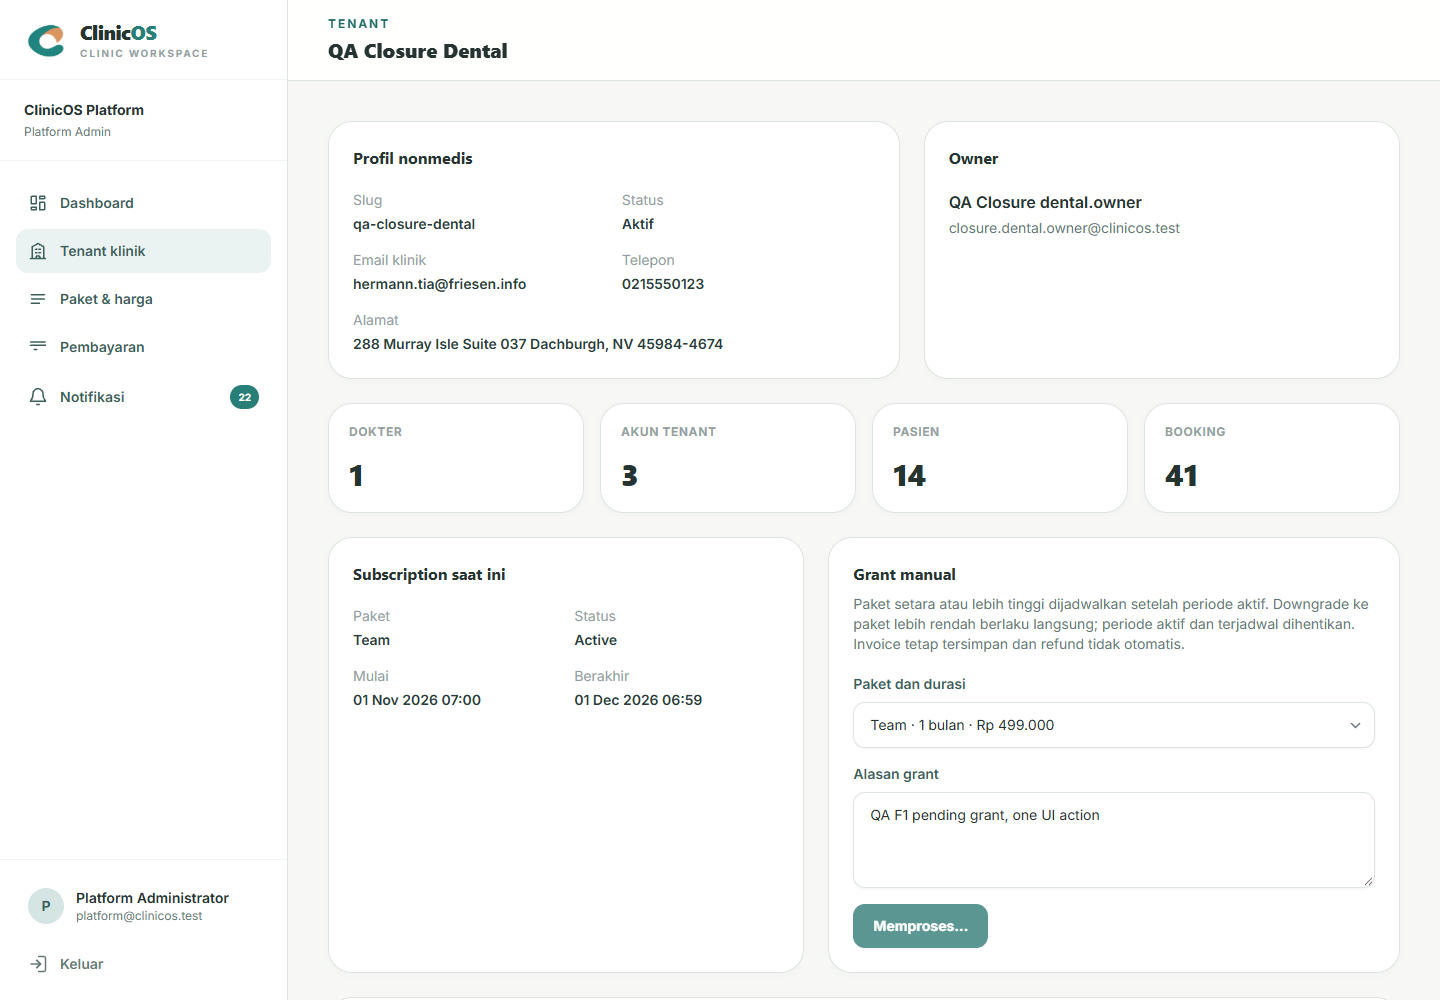 ClinicOS
CLINIC WORKSPACE
ClinicOS Platform
Platform Admin
Dashboard
Tenant klinik
Paket & harga
Pembayaran
Notifikasi
22
P
Platform Administrator
platform@clinicos.test
Keluar
TENANT
QA Closure Dental
Profil nonmedis
Slug
qa-closure-dental
Status
Aktif
Email klinik
hermann.tia@friesen.info
Telepon
0215550123
Alamat
288 Murray Isle Suite 037 Dachburgh, NV 45984-4674
Owner
QA Closure dental.owner
closure.dental.owner@clinicos.test
DOKTER
1
AKUN TENANT
3
PASIEN
14
BOOKING
41
Subscription saat ini
Paket
Team
Status
Active
Mulai
01 Nov 2026 07:00
Berakhir
01 Dec 2026 06:59
Grant manual
Paket setara atau lebih tinggi dijadwalkan setelah periode aktif. Downgrade ke
paket lebih rendah berlaku langsung; periode aktif dan terjadwal dihentikan.
Invoice tetap tersimpan dan refund tidak otomatis.
Paket dan durasi
Team · 1 bulan · Rp 499.000
Alasan grant
QA F1 pending grant, one UI action
Memproses...